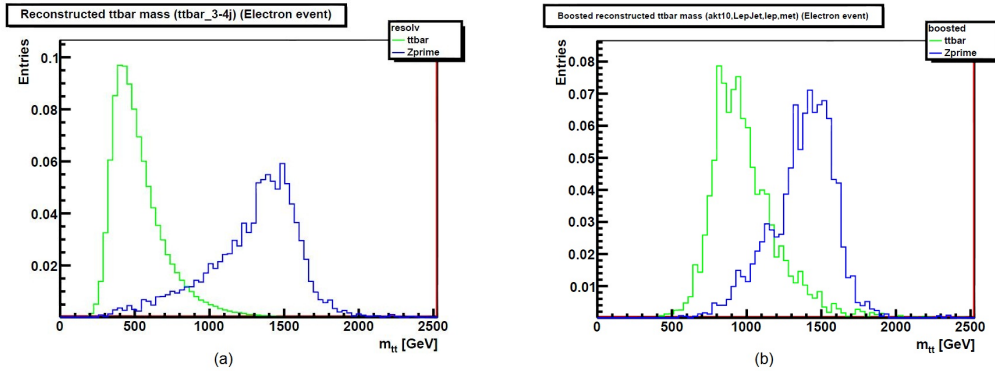 Reconstructed ttbar mass (ttbar_3-4j) (Electron event)
resolv
ttbar
Zprime
Entries
0.1
0.08
0.06
0.04
0.02
0 500 1000 1500 2000 2500
m_tt [GeV]
(a)
Boosted reconstructed ttbar mass (akt10,LepJet,lep,met) (Electron event)
boosted
ttbar
Zprime
Entries
0.08
0.07
0.06
0.05
0.04
0.03
0.02
0.01
0 500 1000 1500 2000 2500
m_tt [GeV]
(b)